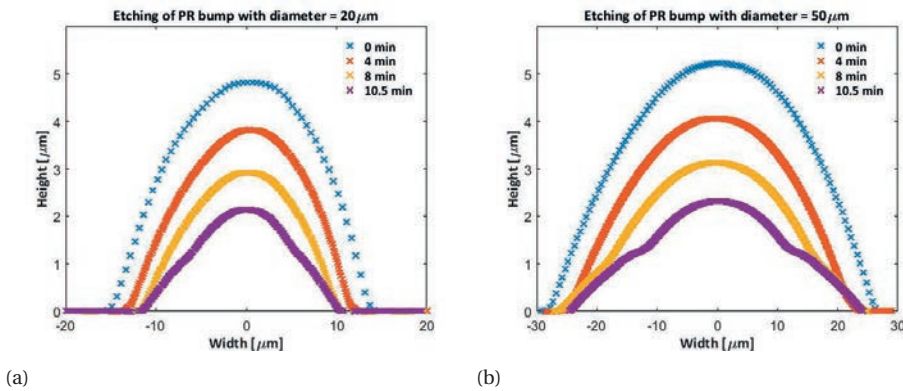 Etching of PR bump with diameter = 20μm
0 min
4 min
8 min
10.5 min
5
4
3
2
1
0
Height [μm]
-20 -10 0 10 20
Width [μm]
(a)
Etching of PR bump with diameter = 50μm
0 min
4 min
8 min
10.5 min
5
4
3
2
1
0
Height [μm]
-30 -20 -10 0 10 20 30
Width [μm]
(b)